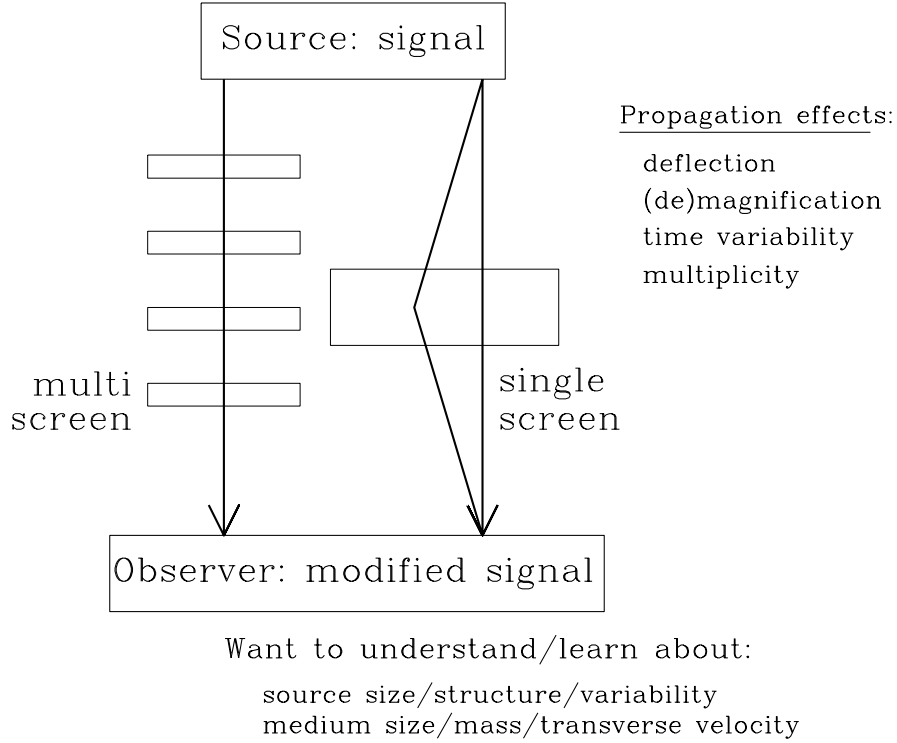 Source: signal
Propagation effects:
deflection
(de)magnification
time variability
multiplicity
multi
screen
single
screen
Observer: modified signal
Want to understand/learn about:
source size/structure/variability
medium size/mass/transverse velocity